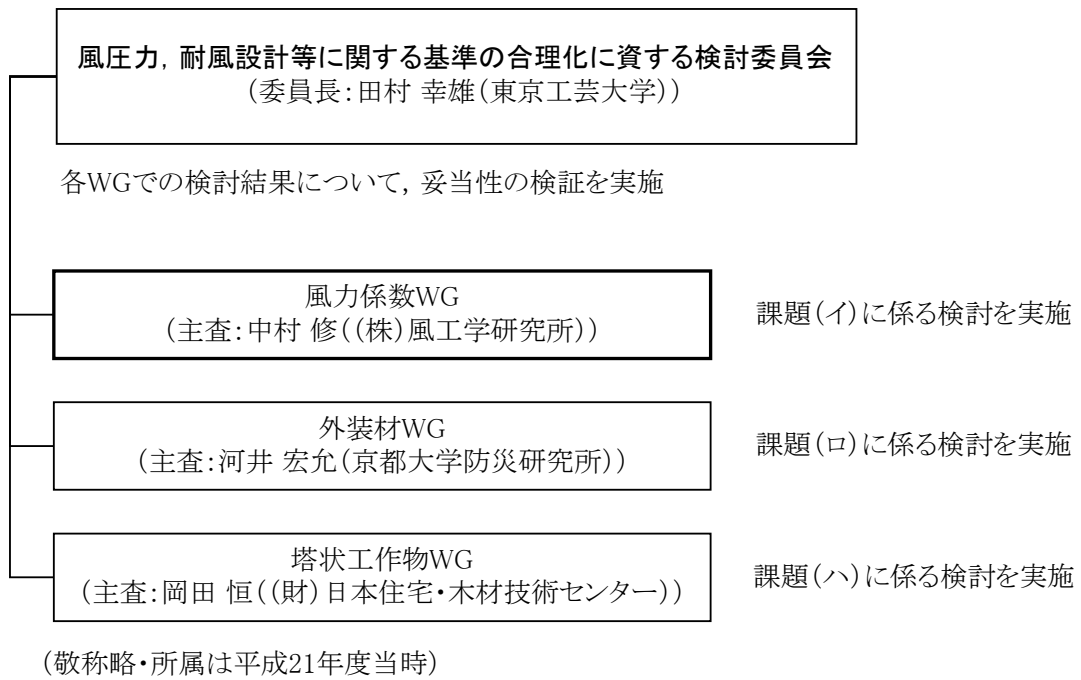 風圧力，耐風設計等に関する基準の合理化に資する検討委員会
（委員長：田村 幸雄（東京工芸大学））
各WGでの検討結果について，妥当性の検証を実施
風力係数WG
（主査：中村 修（（株）風工学研究所））
課題（イ）に係る検討を実施
外装材WG
（主査：河井 宏允（京都大学防災研究所））
課題（ロ）に係る検討を実施
塔状工作物WG
（主査：岡田 恒（（財）日本住宅・木材技術センター））
課題（ハ）に係る検討を実施
（敬称略・所属は平成21年度当時）